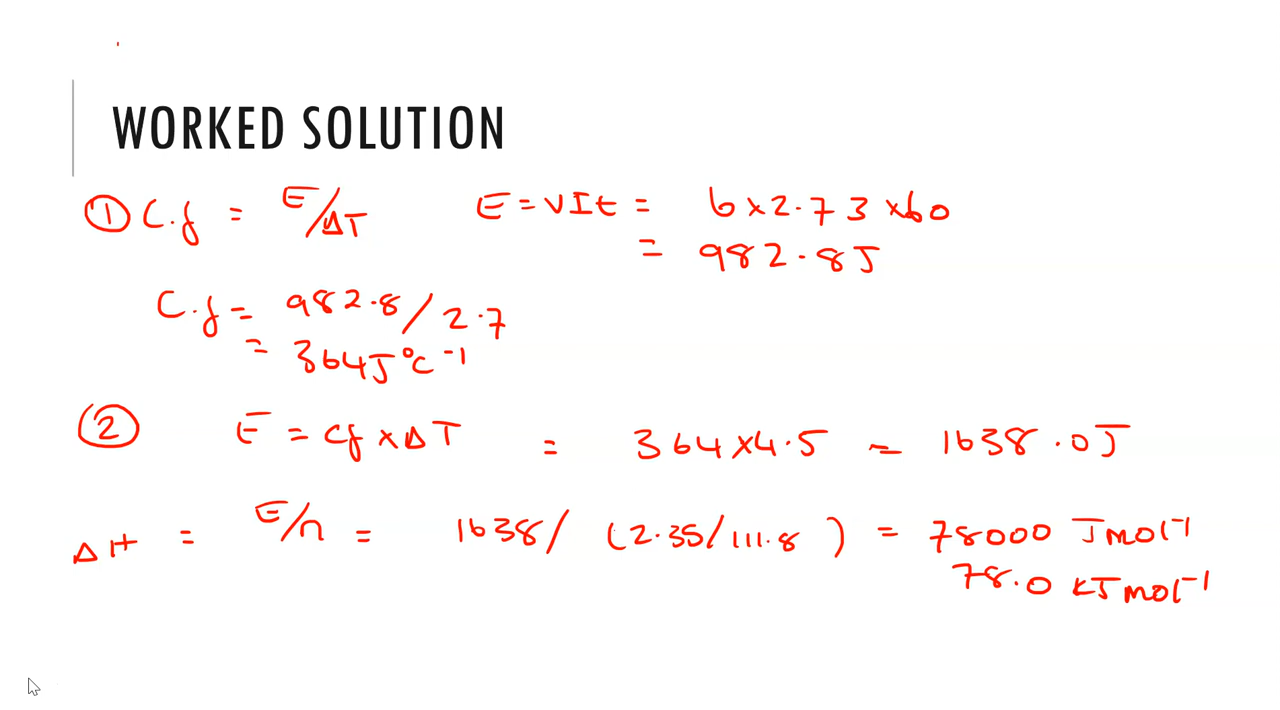 WORKED SOLUTION
① C.f = E/ΔT E = VIt = 6 x 2.73 x 60
= 982.8J
C.f = 982.8/2.7
= 364J°C⁻¹
② E = Cf x ΔT = 364 x 4.5 = 1638.0J
ΔH = E/n = 1638/(2.35/111.8) = 78000 Jmol⁻¹
78.0 kJmol⁻¹